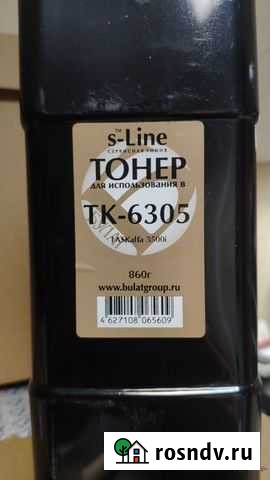 ™
s-Line
СЕРВИСНАЯ ЛИНИЯ
ТОНЕР
для использования в
TK-6305
TASKalfa 3500i
860г
www.bulatgroup.ru
4 627108 065609
rosndv.ru